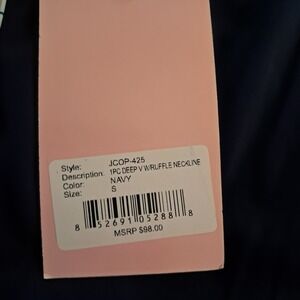 Style: JCOP-425
Description: 1PC DEEP V W/RUFFLE NECKLINE
Color: NAVY
Size: S
8 52691 05288 8
MSRP $98.00